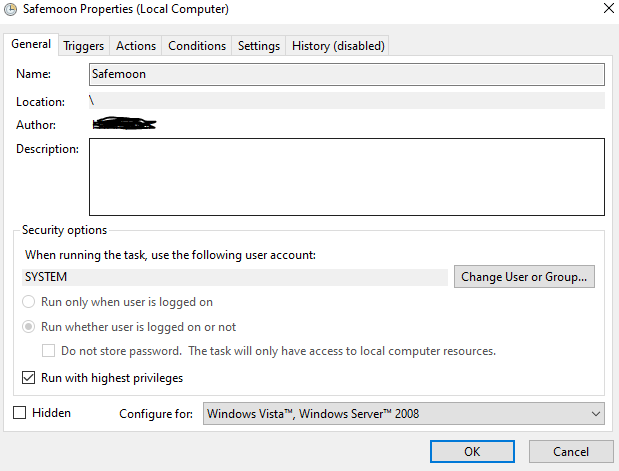 Safemoon Properties (Local Computer)
General Triggers Actions Conditions Settings History (disabled)
Name: Safemoon
Location: \
Author:
Description:
Security options
When running the task, use the following user account:
SYSTEM Change User or Group...
Run only when user is logged on
Run whether user is logged on or not
Do not store password. The task will only have access to local computer resources.
Run with highest privileges
Hidden Configure for: Windows Vista™, Windows Server™ 2008
OK Cancel